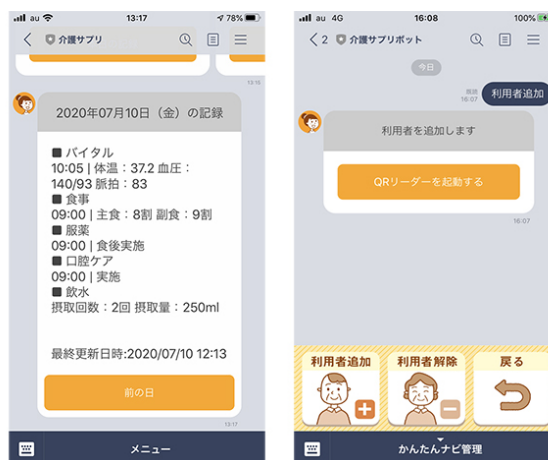 au 13:17 78%
介護サプリ
13:15
2020年07月10日（金）の記録
■ バイタル
10:05 | 体温：37.2 血圧：
140/93 脈拍：83
■ 食事
09:00 | 主食：8割 副食：9割
■ 服薬
09:00 | 食後実施
■ 口腔ケア
09:00 | 実施
■ 飲水
摂取回数：2回 摂取量：250ml
最終更新日時:2020/07/10 12:13
前の日
13:17
メニュー
au 4G 16:08 100%
2 介護サプリボット
今日
既読
16:07
利用者追加
利用者を追加します
QRリーダーを起動する
16:07
利用者追加 利用者解除 戻る
かんたんナビ管理